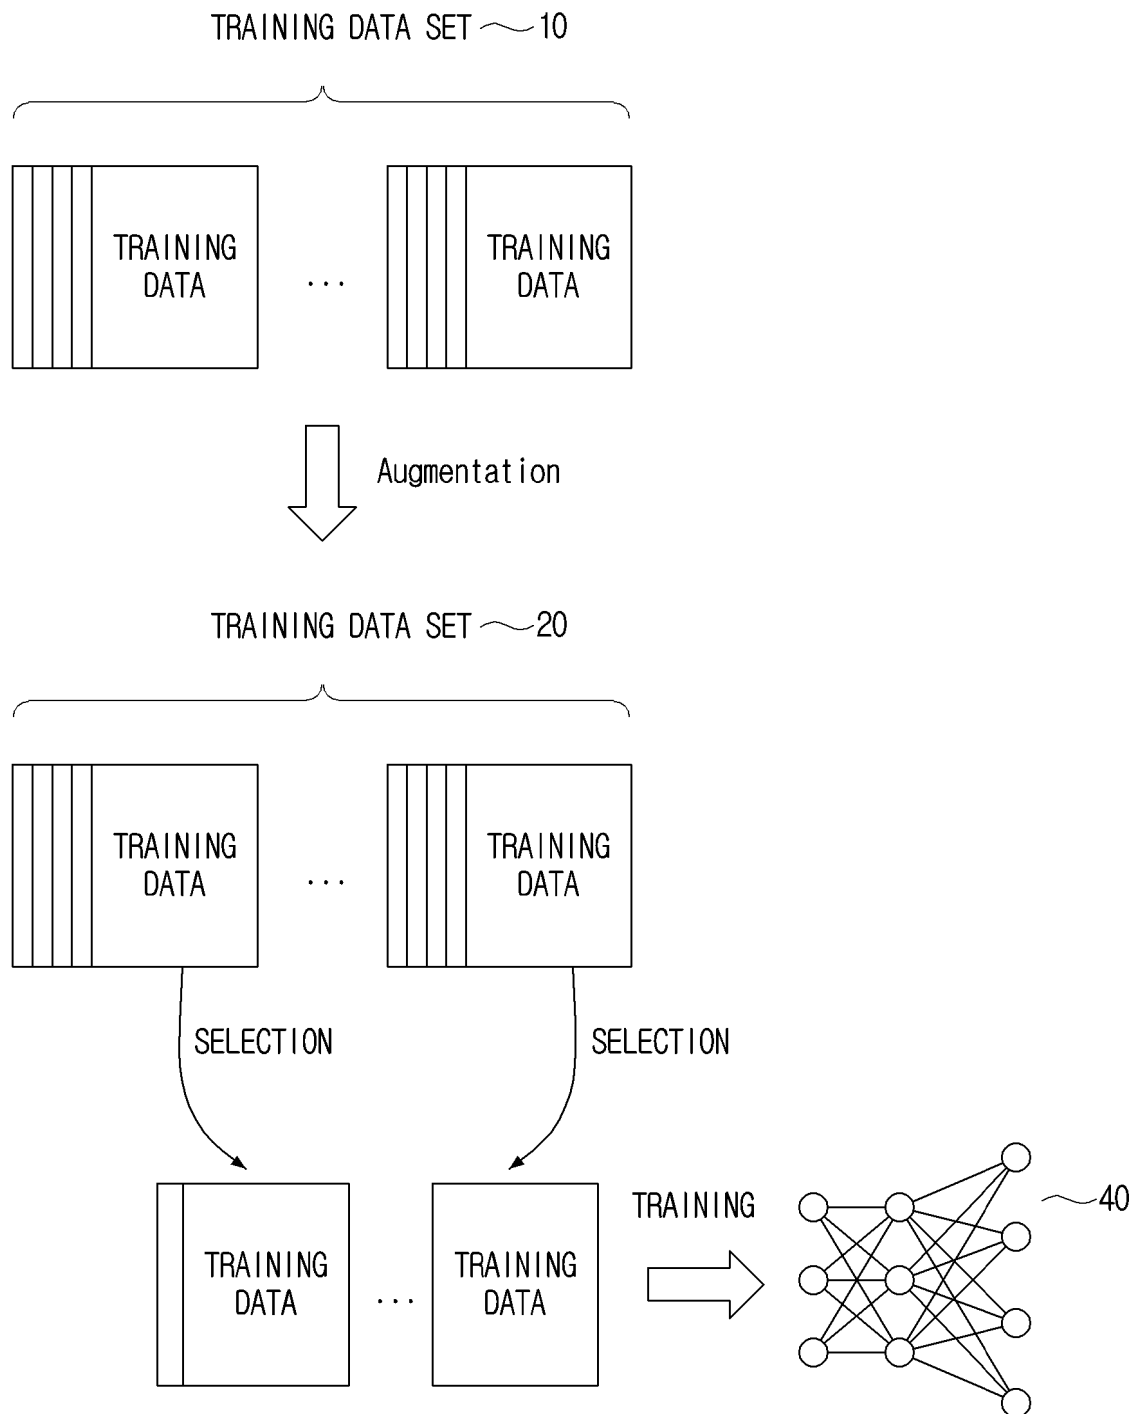 TRAINING DATA SET 10
TRAINING
DATA
...
TRAINING
DATA
Augmentation
TRAINING DATA SET 20
TRAINING
DATA
...
TRAINING
DATA
SELECTION
SELECTION
TRAINING
DATA
...
TRAINING
DATA
TRAINING
40